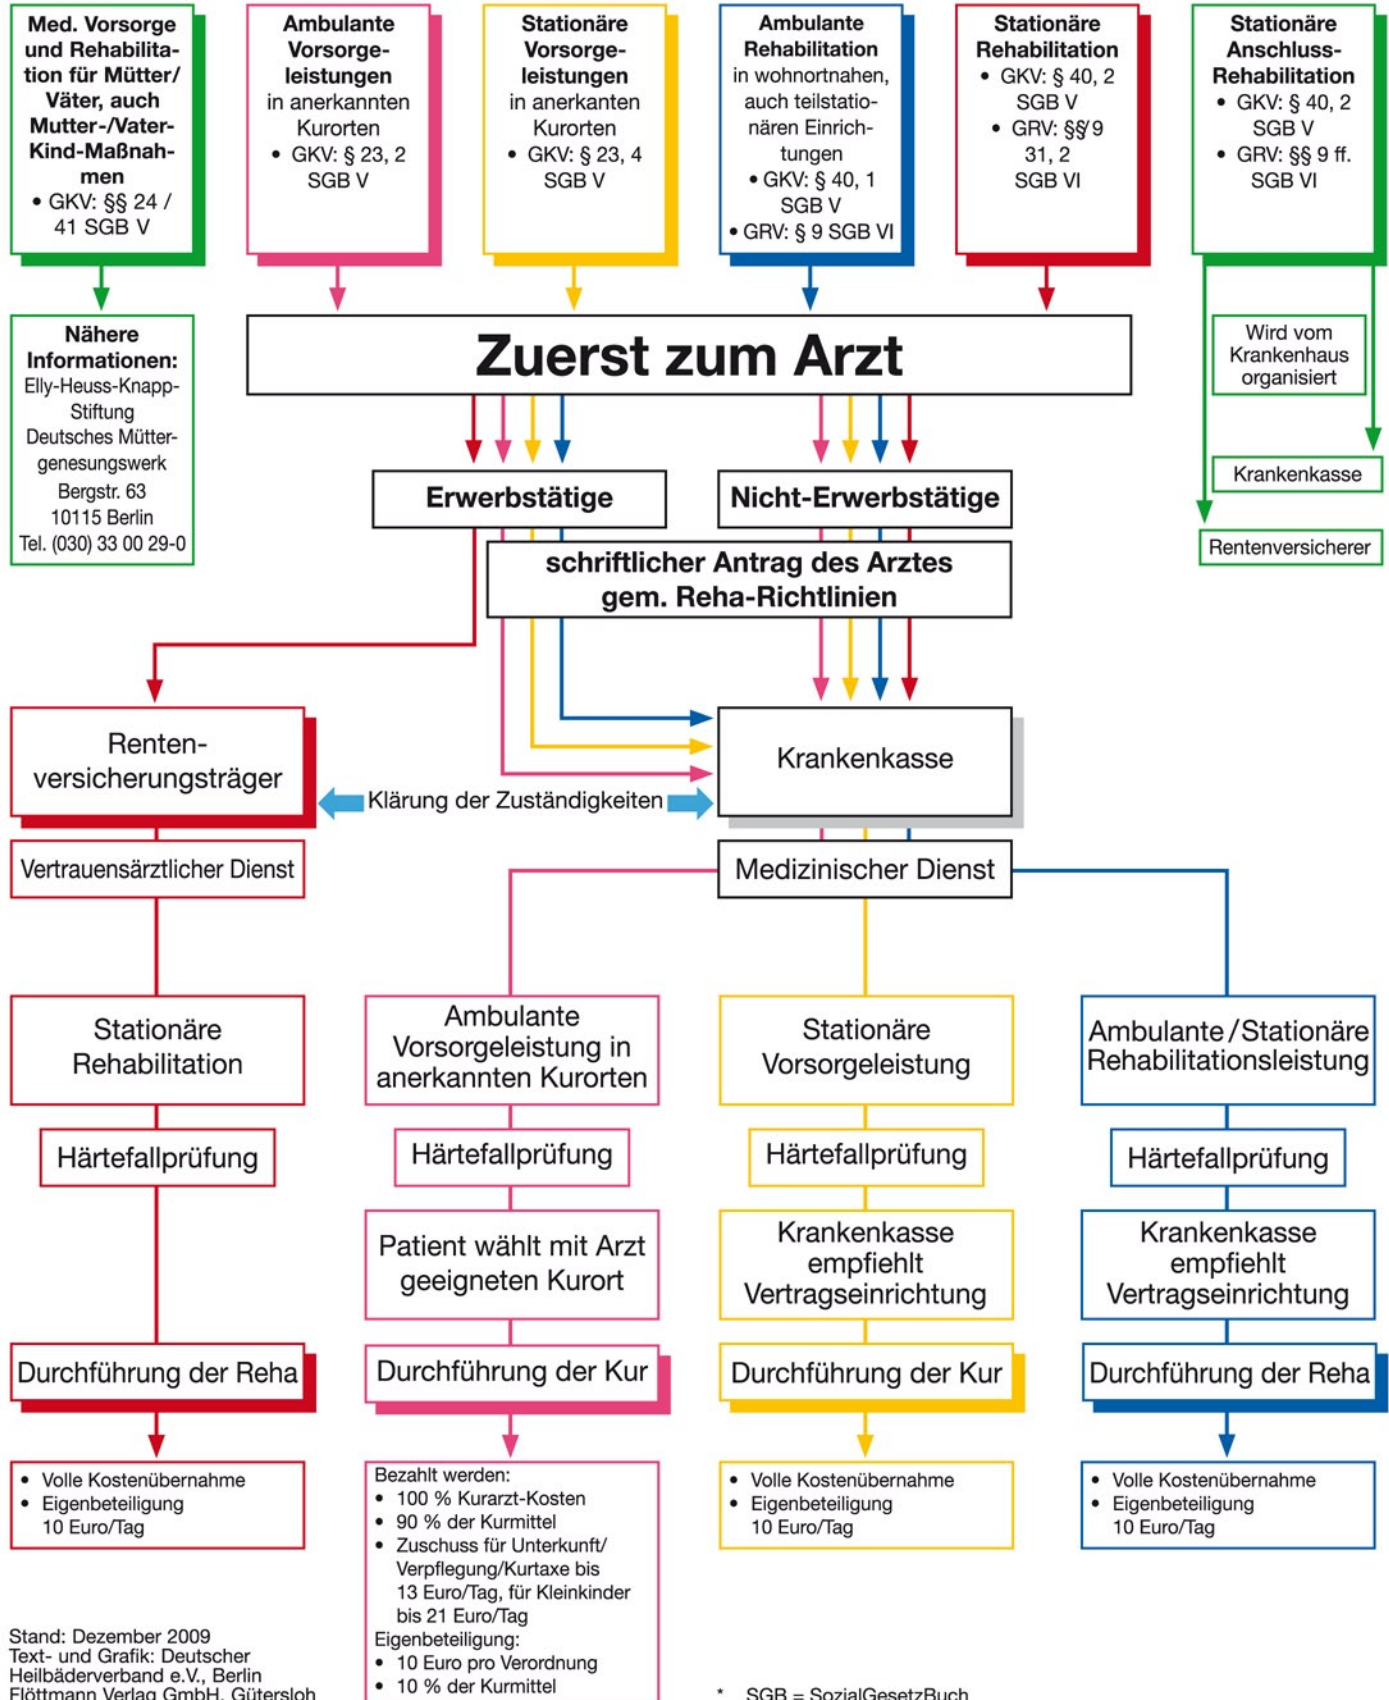 Med. Vorsorge
und Rehabilita-
tion für Mütter/
Väter, auch
Mutter-/Vater-
Kind-Maßnah-
men
• GKV: §§ 24 /
41 SGB V
Ambulante
Vorsorge-
leistungen
in anerkannten
Kurorten
• GKV: § 23, 2
SGB V
Stationäre
Vorsorge-
leistungen
in anerkanten
Kurorten
• GKV: § 23, 4
SGB V
Ambulante
Rehabilitation
in wohnortnahen,
auch teilstatio-
nären Einrich-
tungen
• GKV: § 40, 1
SGB V
• GRV: § 9 SGB VI
Stationäre
Rehabilitation
• GKV: § 40, 2
SGB V
• GRV: §§ 9
31, 2
SGB VI
Stationäre
Anschluss-
Rehabilitation
• GKV: § 40, 2
SGB V
• GRV: §§ 9 ff.
SGB VI
Nähere
Informationen:
Elly-Heuss-Knapp-
Stiftung
Deutsches Mütter-
genesungswerk
Bergstr. 63
10115 Berlin
Tel. (030) 33 00 29-0
Zuerst zum Arzt
Wird vom
Krankenhaus
organisiert
Krankenkasse
Rentenversicherer
Erwerbstätige
Nicht-Erwerbstätige
schriftlicher Antrag des Arztes
gem. Reha-Richtlinien
Renten-
versicherungsträger
Klärung der Zuständigkeiten
Krankenkasse
Vertrauensärztlicher Dienst
Medizinischer Dienst
Stationäre
Rehabilitation
Ambulante
Vorsorgeleistung in
anerkannten Kurorten
Stationäre
Vorsorgeleistung
Ambulante / Stationäre
Rehabilitationsleistung
Härtefallprüfung
Härtefallprüfung
Härtefallprüfung
Härtefallprüfung
Patient wählt mit Arzt
geeigneten Kurort
Krankenkasse
empfiehlt
Vertragseinrichtung
Krankenkasse
empfiehlt
Vertragseinrichtung
Durchführung der Reha
Durchführung der Kur
Durchführung der Kur
Durchführung der Reha
• Volle Kostenübernahme
• Eigenbeteiligung
10 Euro/Tag
Bezahlt werden:
• 100 % Kurarzt-Kosten
• 90 % der Kurmittel
• Zuschuss für Unterkunft/
Verpflegung/Kurtaxe bis
13 Euro/Tag, für Kleinkinder
bis 21 Euro/Tag
Eigenbeteiligung:
• 10 Euro pro Verordnung
• 10 % der Kurmittel
• Volle Kostenübernahme
• Eigenbeteiligung
10 Euro/Tag
• Volle Kostenübernahme
• Eigenbeteiligung
10 Euro/Tag
Stand: Dezember 2009
Text- und Grafik: Deutscher
Heilbäderverband e.V., Berlin
Flöttmann Verlag GmbH, Gütersloh
* SGB = SozialGesetzBuch